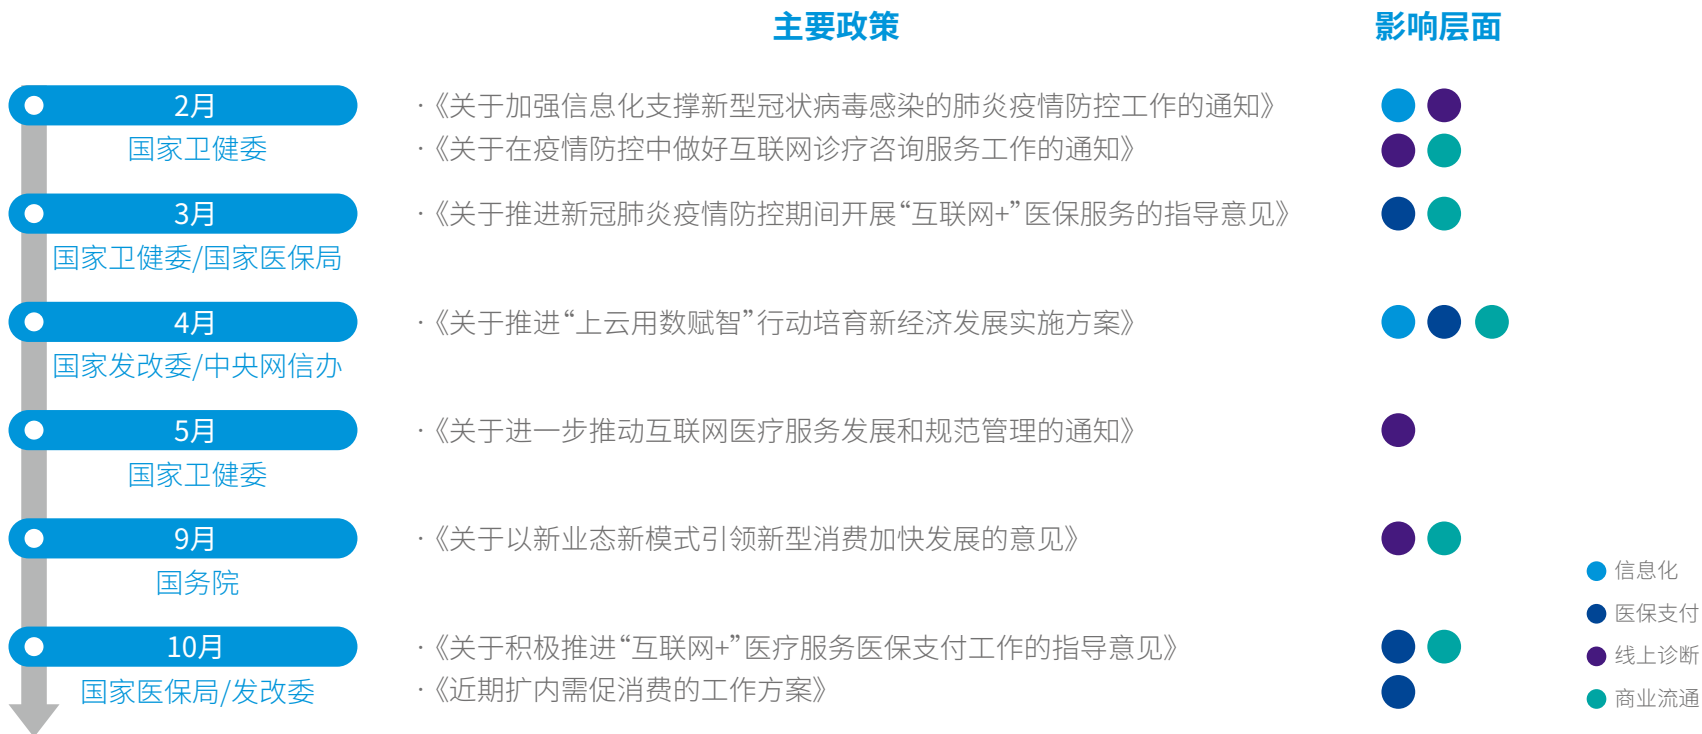 主要政策
影响层面
2月
国家卫健委
·《关于加强信息化支撑新型冠状病毒感染的肺炎疫情防控工作的通知》
·《关于在疫情防控中做好互联网诊疗咨询服务工作的通知》
3月
国家卫健委/国家医保局
·《关于推进新冠肺炎疫情防控期间开展“互联网+”医保服务的指导意见》
4月
国家发改委/中央网信办
·《关于推进“上云用数赋智”行动培育新经济发展实施方案》
5月
国家卫健委
·《关于进一步推动互联网医疗服务发展和规范管理的通知》
9月
国务院
·《关于以新业态新模式引领新型消费加快发展的意见》
10月
国家医保局/发改委
·《关于积极推进“互联网+”医疗服务医保支付工作的指导意见》
·《近期扩内需促消费的工作方案》
信息化
医保支付
线上诊断
商业流通